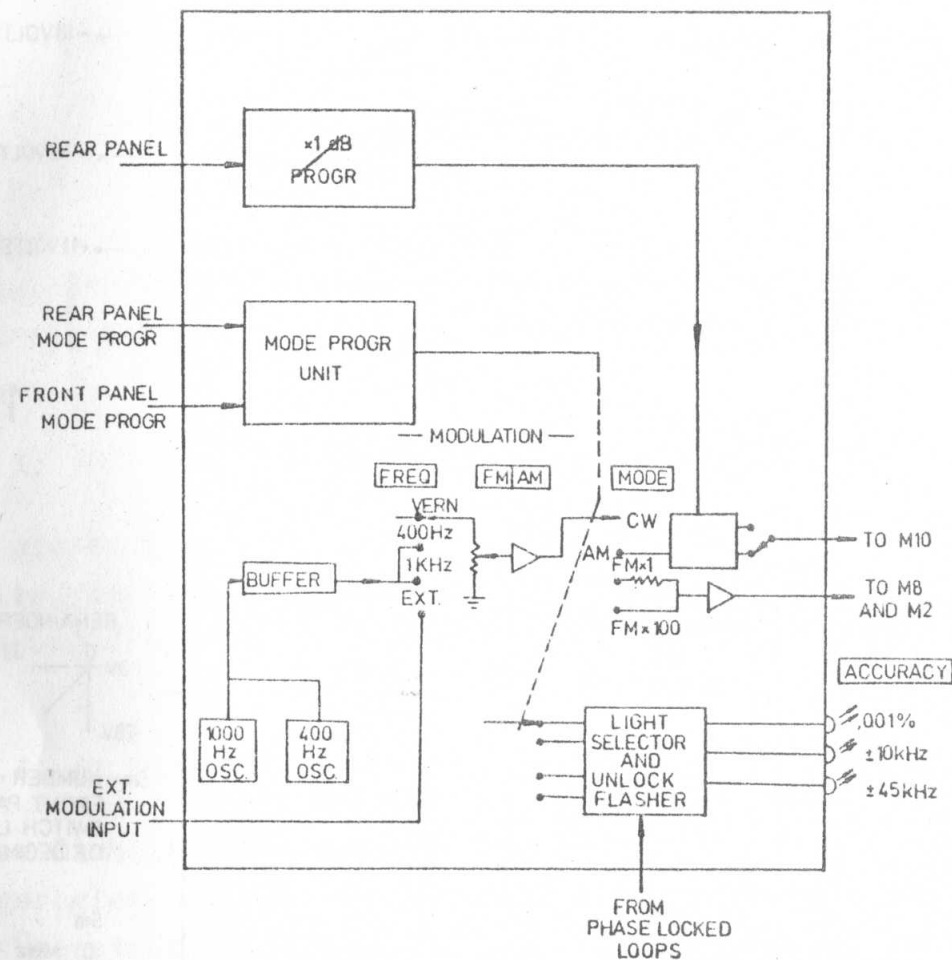 REAR PANEL
×1 dB
PROGR
REAR PANEL
MODE PROGR
FRONT PANEL
MODE PROGR
MODE PROGR
UNIT
MODULATION
FREQ
FM AM
MODE
VERN
400Hz
1KHz
EXT.
CW
AM
FM×1
FM×100
TO M10
TO M8
AND M2
BUFFER
1000
Hz
OSC.
400
Hz
OSC.
EXT.
MODULATION
INPUT
LIGHT
SELECTOR
AND
UNLOCK
FLASHER
ACCURACY
.001%
±10kHz
±45kHz
FROM
PHASE LOCKED
LOOPS